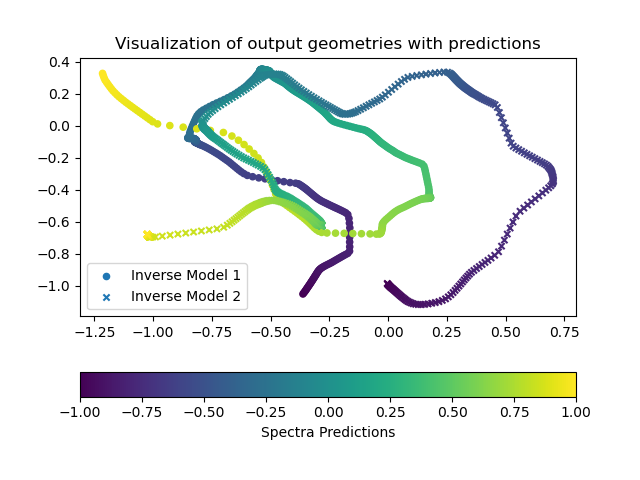 Visualization of output geometries with predictions
0.4
0.2
0.0
−0.2
−0.4
−0.6
−0.8
−1.0
Inverse Model 1
Inverse Model 2
−1.25 −1.00 −0.75 −0.50 −0.25 0.00 0.25 0.50 0.75
−1.00 −0.75 −0.50 −0.25 0.00 0.25 0.50 0.75 1.00
Spectra Predictions